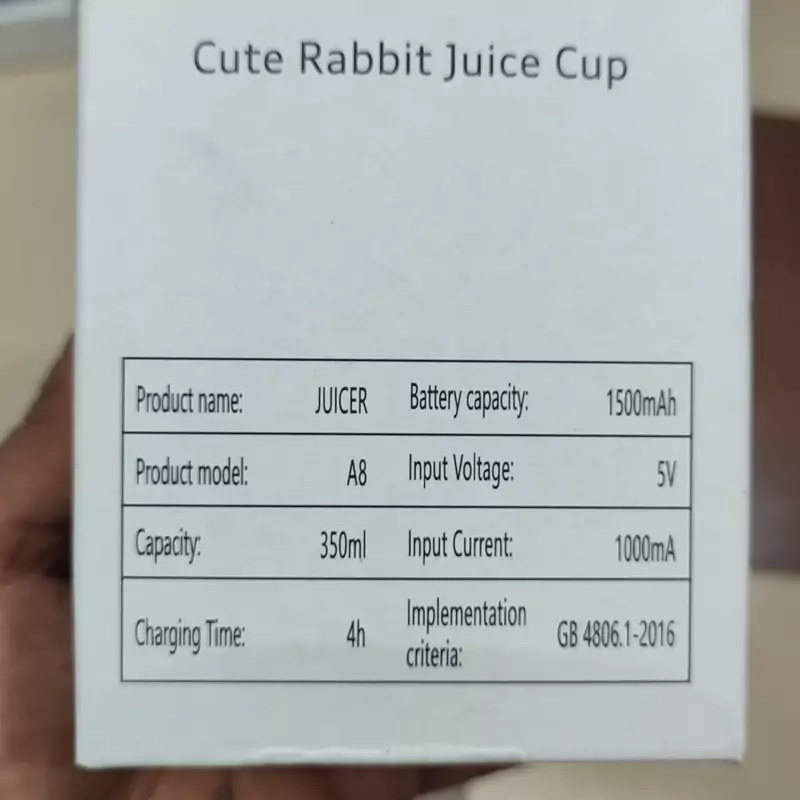 Cute Rabbit Juice Cup
Product name: JUICER Battery capacity: 1500mAh
Product model: A8 Input Voltage: 5V
Capacity: 350ml Input Current: 1000mA
Charging Time: 4h Implementation criteria: GB 4806.1-2016